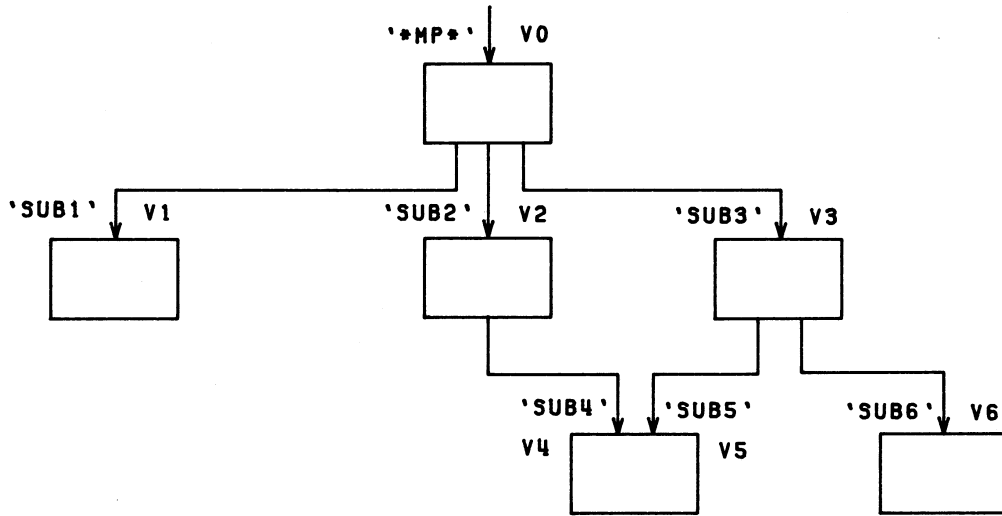 '*MP*' V0
'SUB1' V1 'SUB2' V2 'SUB3' V3
'SUB4' 'SUB5' 'SUB6' V6
V4 V5